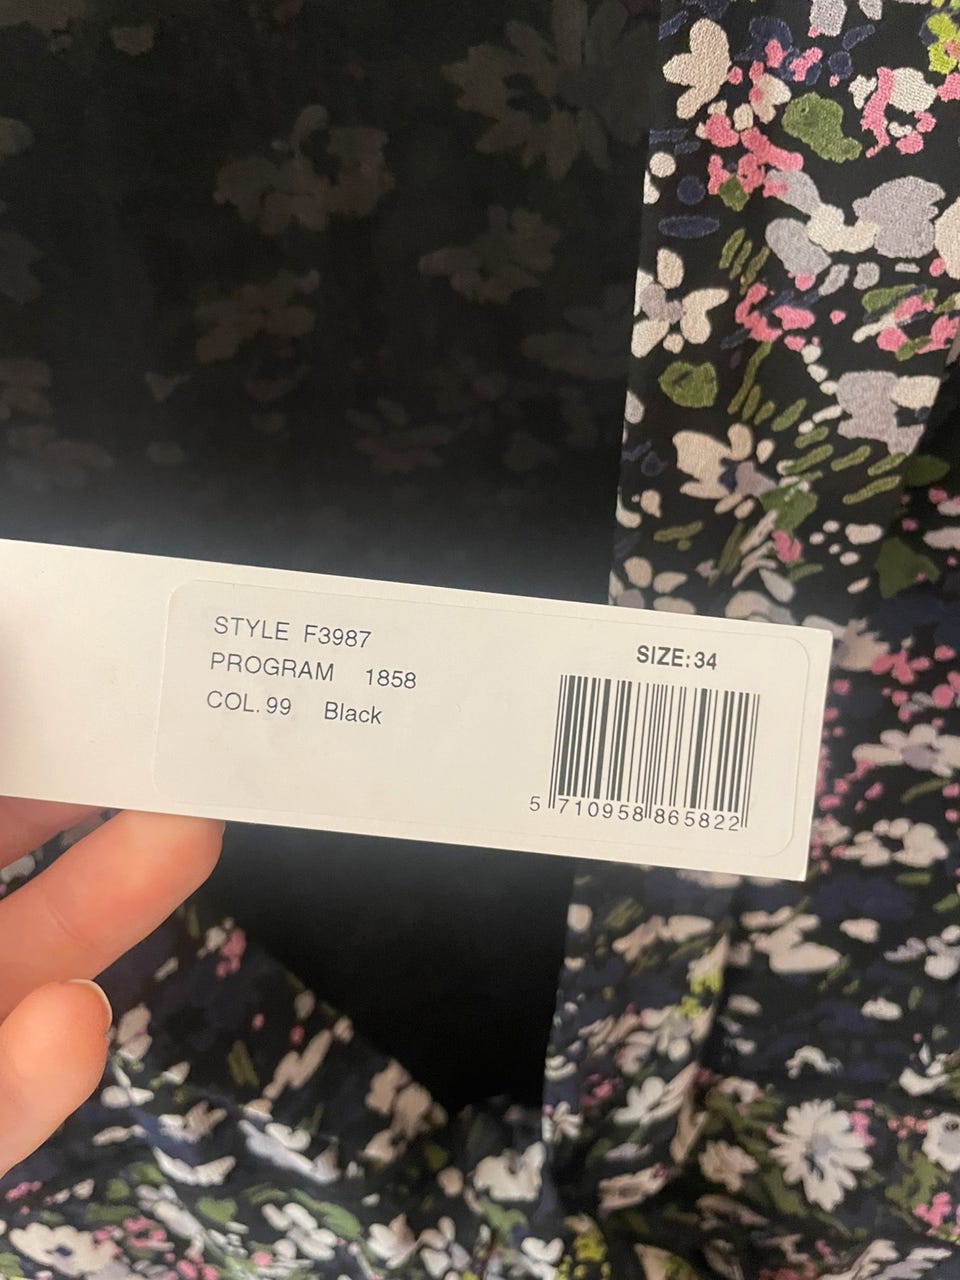 STYLE F3987
PROGRAM 1858
COL. 99 Black
SIZE: 34
5 710958 865822